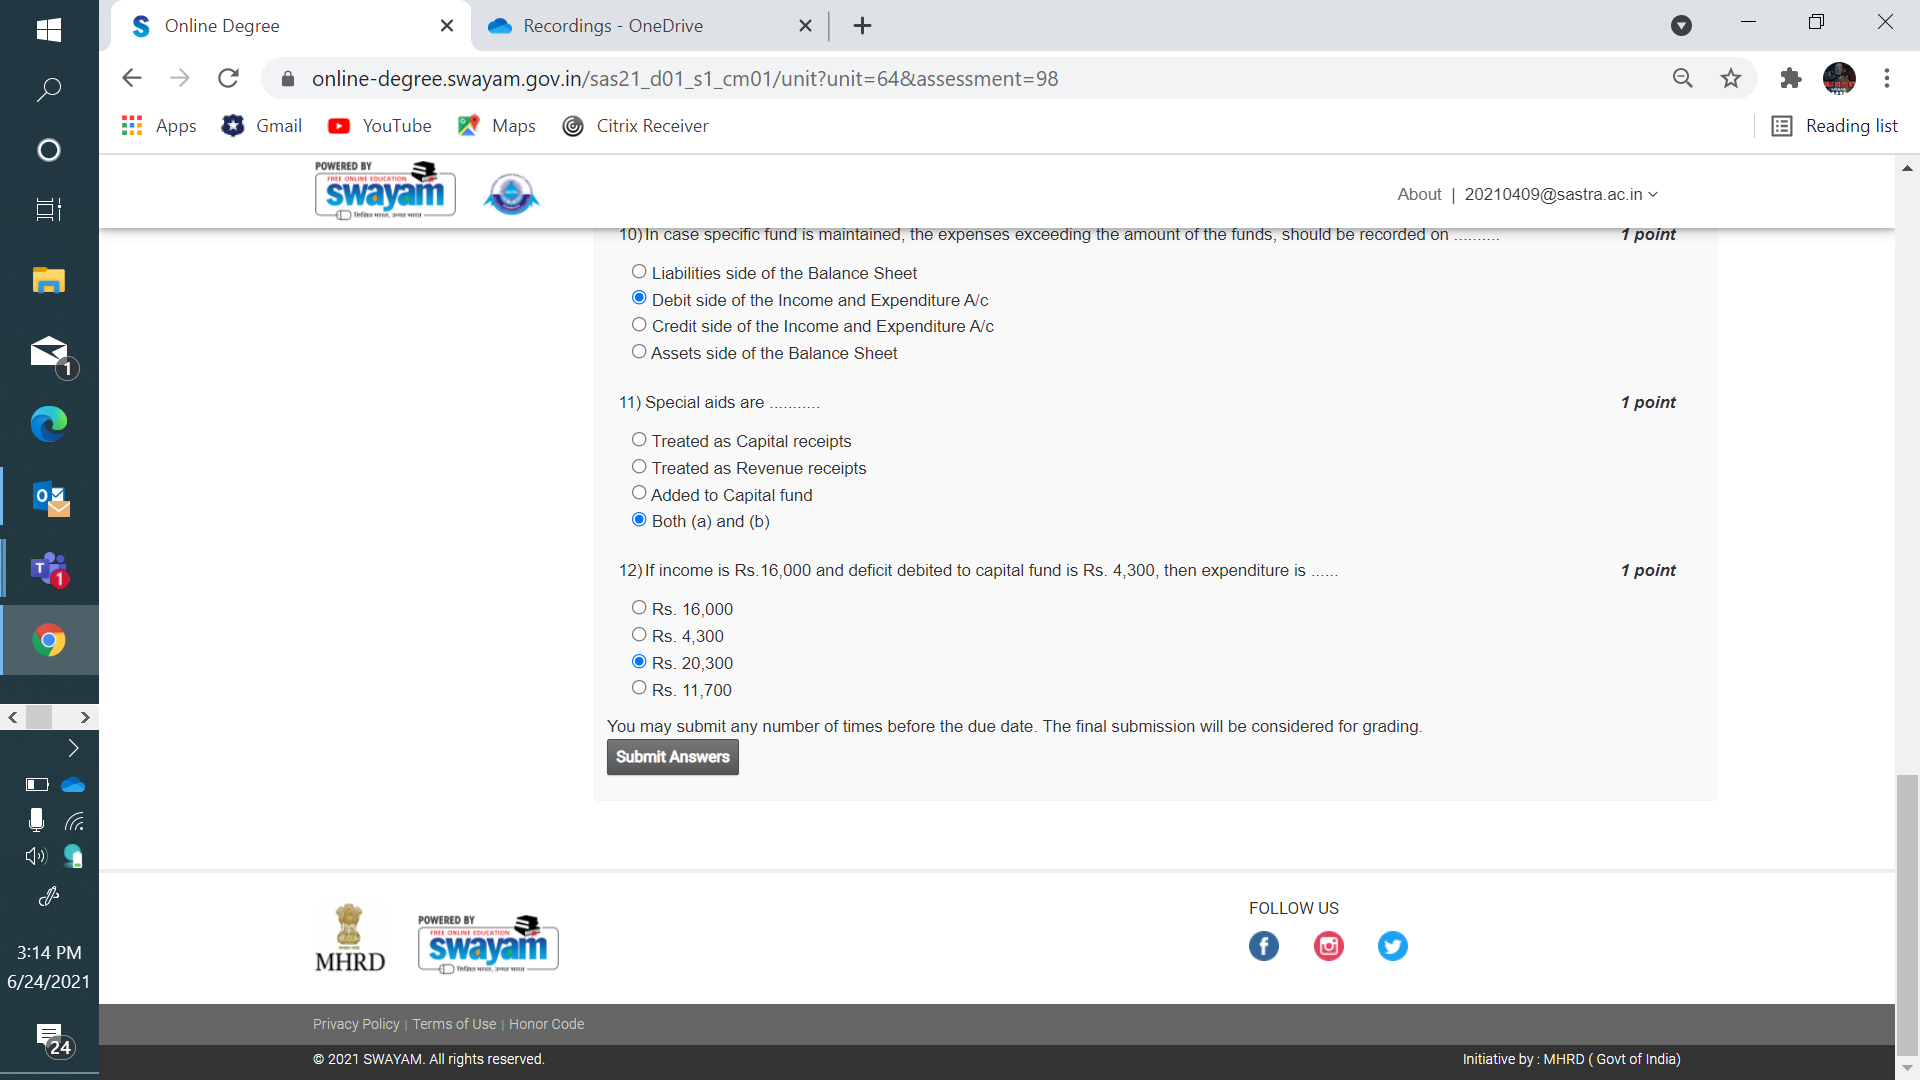 Online Degree
Recordings - OneDrive
online-degree.swayam.gov.in/sas21_d01_s1_cm01/unit?unit=64&assessment=98
Apps
Gmail
YouTube
Maps
Citrix Receiver
Reading list
POWERED BY
FREE ONLINE EDUCATION
swayam
About | 20210409@sastra.ac.in
10) In case specific fund is maintained, the expenses exceeding the amount of the funds, should be recorded on ..........
1 point
Liabilities side of the Balance Sheet
Debit side of the Income and Expenditure A/c
Credit side of the Income and Expenditure A/c
Assets side of the Balance Sheet
11) Special aids are ...........
1 point
Treated as Capital receipts
Treated as Revenue receipts
Added to Capital fund
Both (a) and (b)
12) If income is Rs.16,000 and deficit debited to capital fund is Rs. 4,300, then expenditure is ......
1 point
Rs. 16,000
Rs. 4,300
Rs. 20,300
Rs. 11,700
You may submit any number of times before the due date. The final submission will be considered for grading.
Submit Answers
MHRD
POWERED BY
FREE ONLINE EDUCATION
swayam
FOLLOW US
Privacy Policy | Terms of Use | Honor Code
© 2021 SWAYAM. All rights reserved.
Initiative by : MHRD ( Govt of India)
1
1
3:14 PM
6/24/2021
24